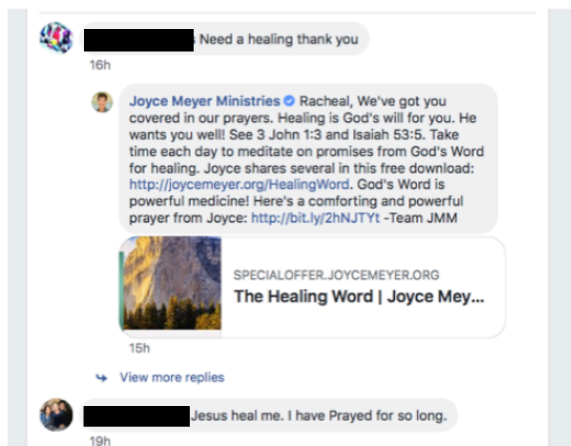 Need a healing thank you
16h
Joyce Meyer Ministries Racheal, We've got you
covered in our prayers. Healing is God's will for you. He
wants you well! See 3 John 1:3 and Isaiah 53:5. Take
time each day to meditate on promises from God's Word
for healing. Joyce shares several in this free download:
http://joycemeyer.org/HealingWord. God's Word is
powerful medicine! Here's a comforting and powerful
prayer from Joyce: http://bit.ly/2hNJTYt -Team JMM
SPECIALOFFER.JOYCEMEYER.ORG
The Healing Word | Joyce Mey...
15h
View more replies
Jesus heal me. I have Prayed for so long.
19h